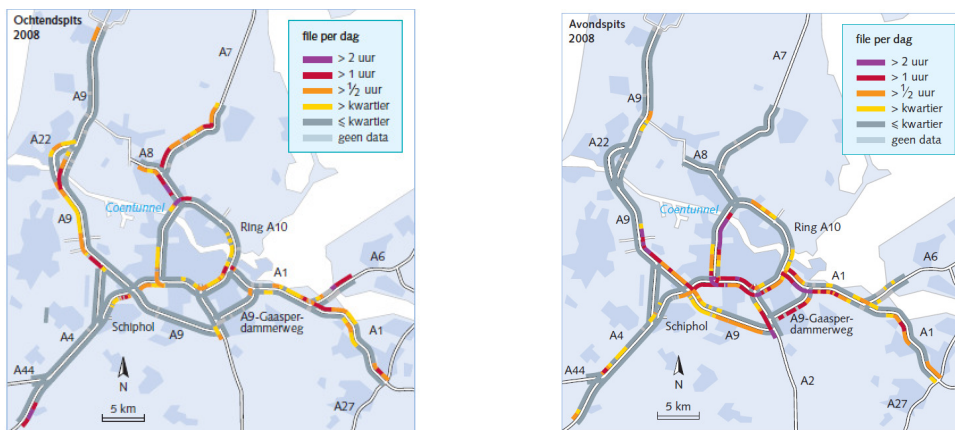 Ochtendspits
2008
file per dag
> 2 uur
> 1 uur
> 1/2 uur
> kwartier
≤ kwartier
geen data
A7
A9
A22
A8
Coentunnel
A9
Ring A10
A1
A6
Schiphol
A9
A9-Gaasper-
dammerweg
A4
A1
A44
N
A27
5 km
Avondspits
2008
file per dag
> 2 uur
> 1 uur
> 1/2 uur
> kwartier
≤ kwartier
geen data
A7
A9
A22
A8
Coentunnel
A9
Ring A10
A1
A6
Schiphol
A9
A9-Gaasper-
dammerweg
A4
A1
A44
N
A2
A27
5 km